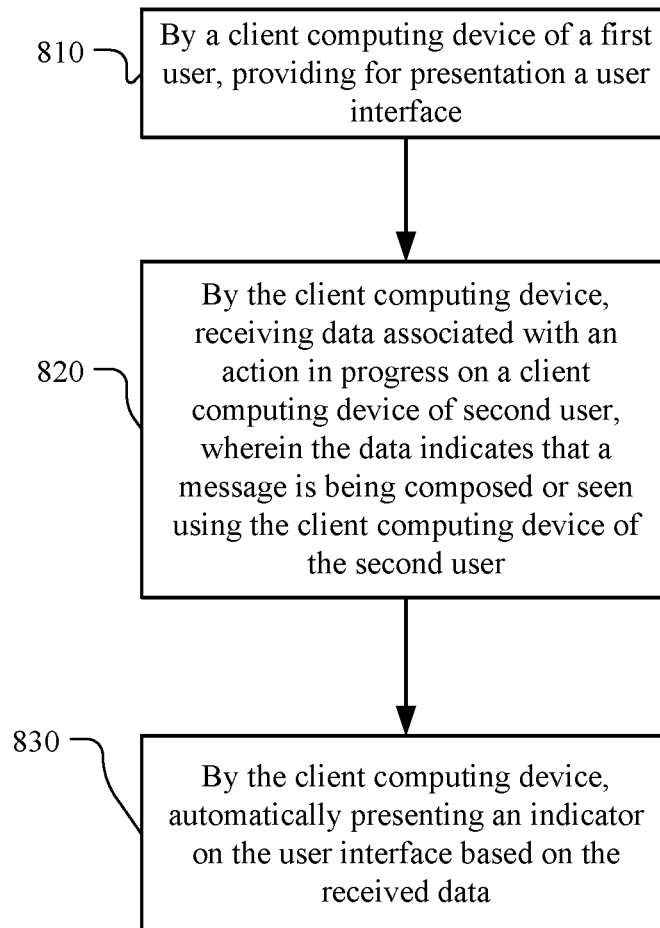 810
By a client computing device of a first
user, providing for presentation a user
interface
820
By the client computing device,
receiving data associated with an
action in progress on a client
computing device of second user,
wherein the data indicates that a
message is being composed or seen
using the client computing device of
the second user
830
By the client computing device,
automatically presenting an indicator
on the user interface based on the
received data